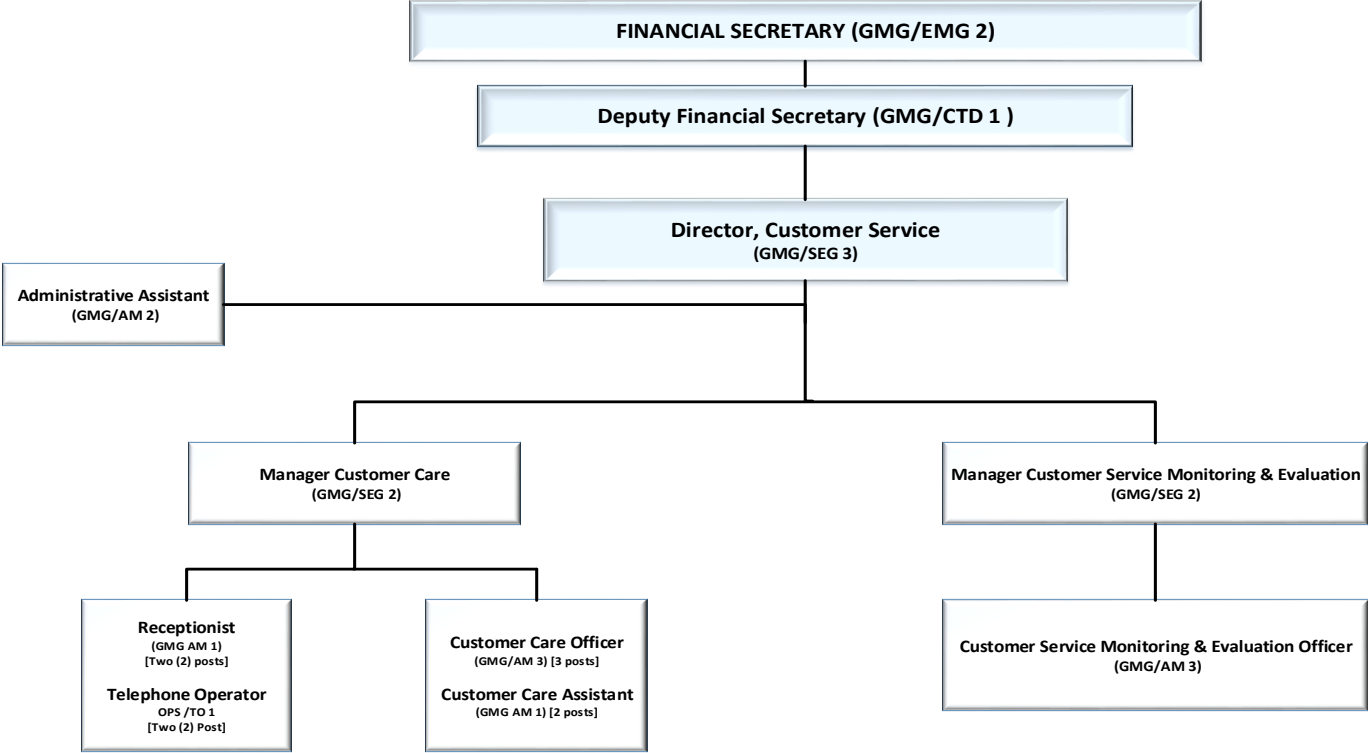 FINANCIAL SECRETARY (GMG/EMG 2)
Deputy Financial Secretary (GMG/CTD 1 )
Director, Customer Service
(GMG/SEG 3)
Administrative Assistant
(GMG/AM 2)
Manager Customer Care
(GMG/SEG 2)
Manager Customer Service Monitoring & Evaluation
(GMG/SEG 2)
Receptionist
(GMG AM 1)
[Two (2) posts]
Telephone Operator
OPS /TO 1
[Two (2) Post]
Customer Care Officer
(GMG/AM 3) [3 posts]
Customer Care Assistant
(GMG AM 1) [2 posts]
Customer Service Monitoring & Evaluation Officer
(GMG/AM 3)